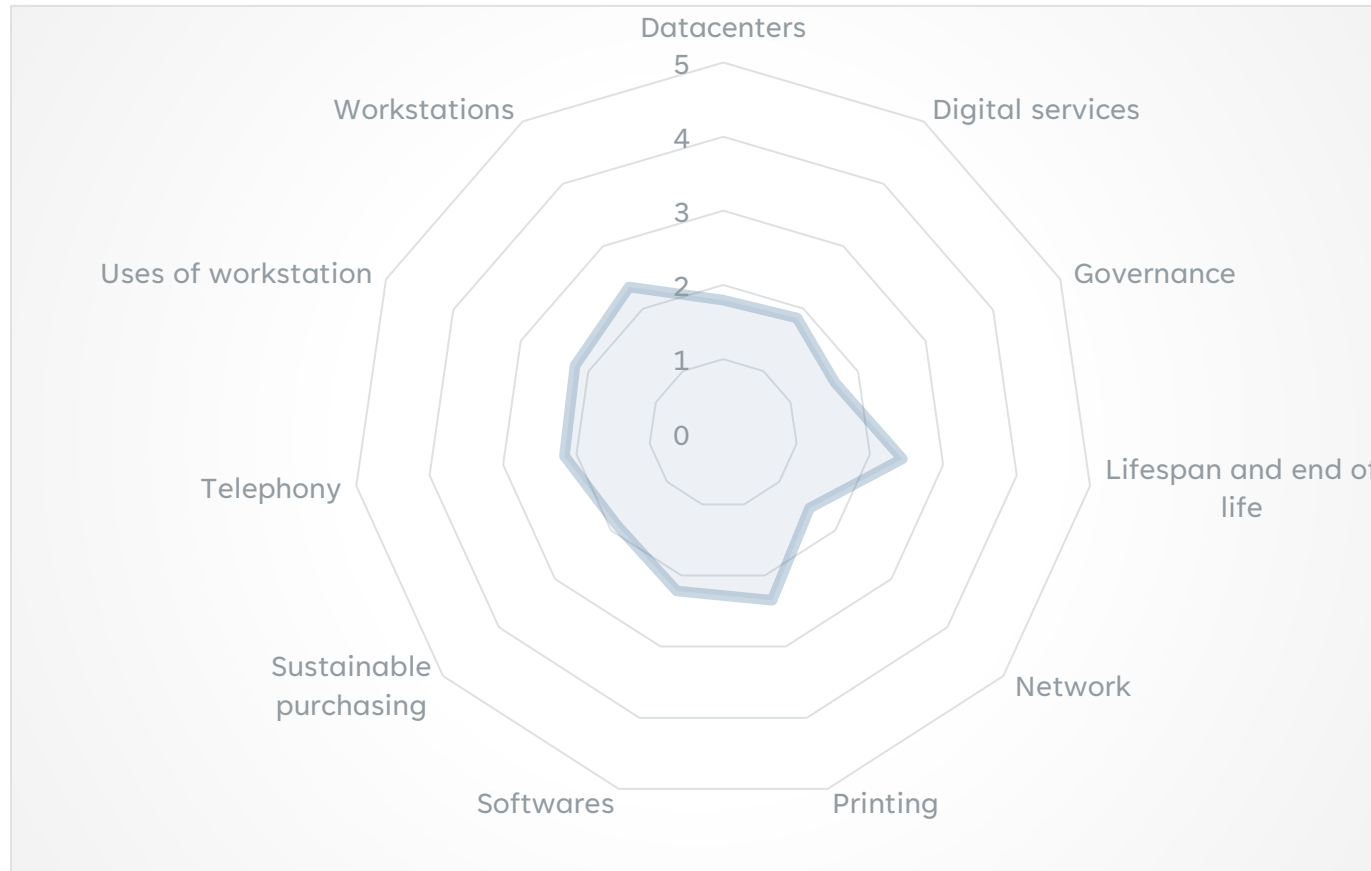 Datacenters
5
Workstations
Digital services
4
3
Uses of workstation
2
Governance
1
0
Lifespan and end of
life
Telephony
Sustainable
purchasing
Network
Softwares
Printing